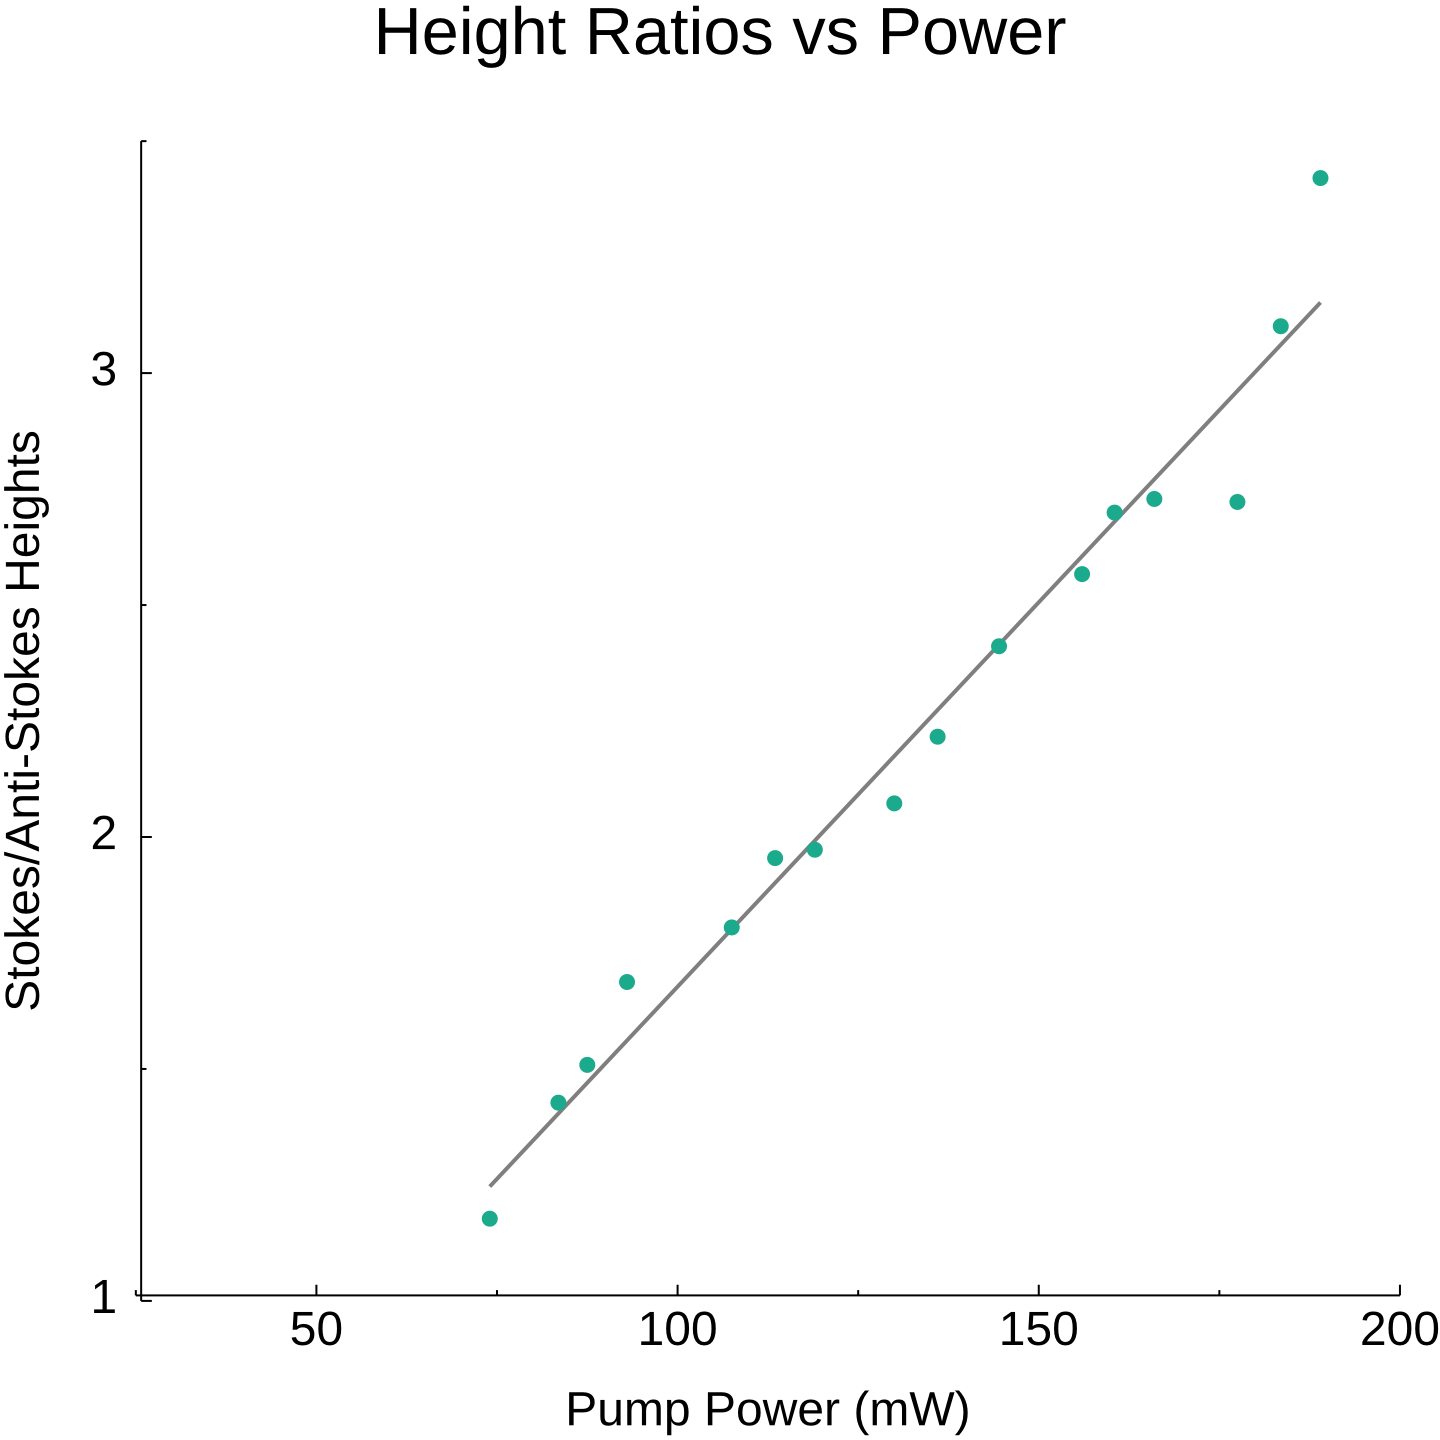 Height Ratios vs Power
Stokes/Anti-Stokes Heights
3
2
1
50 100 150 200
Pump Power (mW)